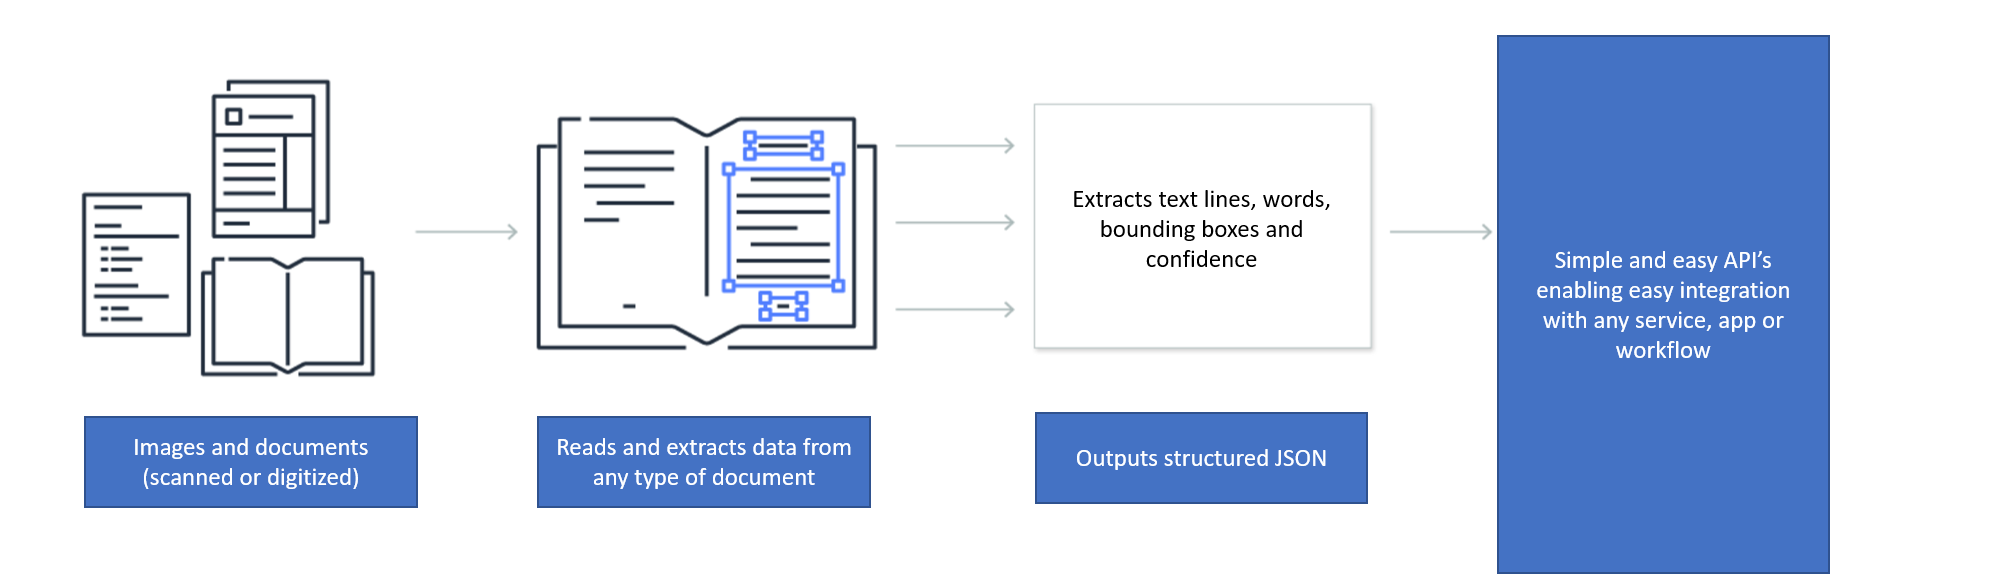 Images and documents
(scanned or digitized)
Reads and extracts data from
any type of document
Extracts text lines, words,
bounding boxes and
confidence
Outputs structured JSON
Simple and easy API’s
enabling easy integration
with any service, app or
workflow